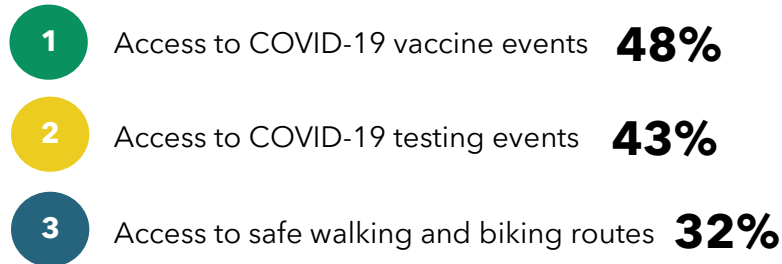 1 Access to COVID-19 vaccine events 48%
2 Access to COVID-19 testing events 43%
3 Access to safe walking and biking routes 32%